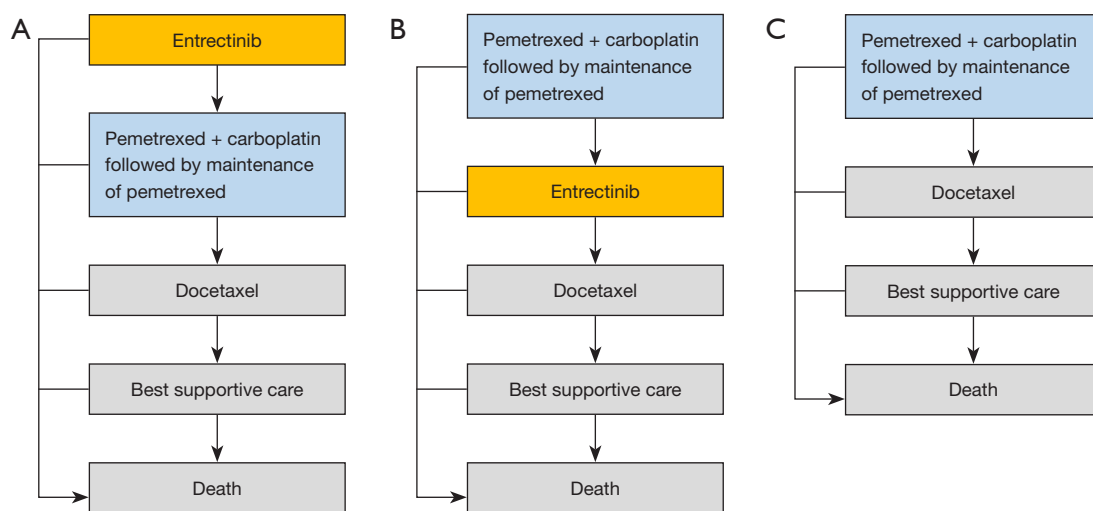 A
Entrectinib
Pemetrexed + carboplatin
followed by maintenance
of pemetrexed
Docetaxel
Best supportive care
Death
B
Pemetrexed + carboplatin
followed by maintenance
of pemetrexed
Entrectinib
Docetaxel
Best supportive care
Death
C
Pemetrexed + carboplatin
followed by maintenance
of pemetrexed
Docetaxel
Best supportive care
Death